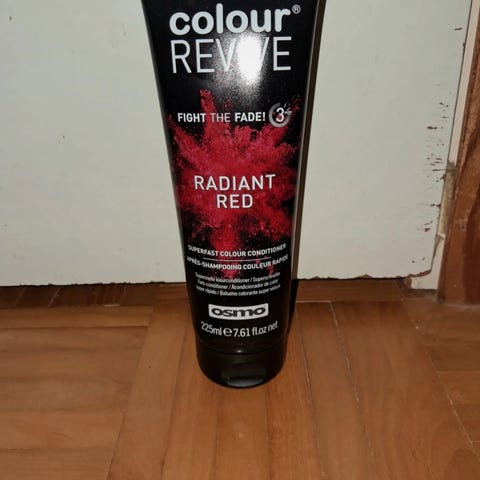 colour®
REVIVE
FIGHT THE FADE! 3
RADIANT
RED
SUPERFAST COLOUR CONDITIONER
APRÈS-SHAMPOOING COULEUR RAPIDE
osmo
225ml ℮ 7.61 fl.oz net